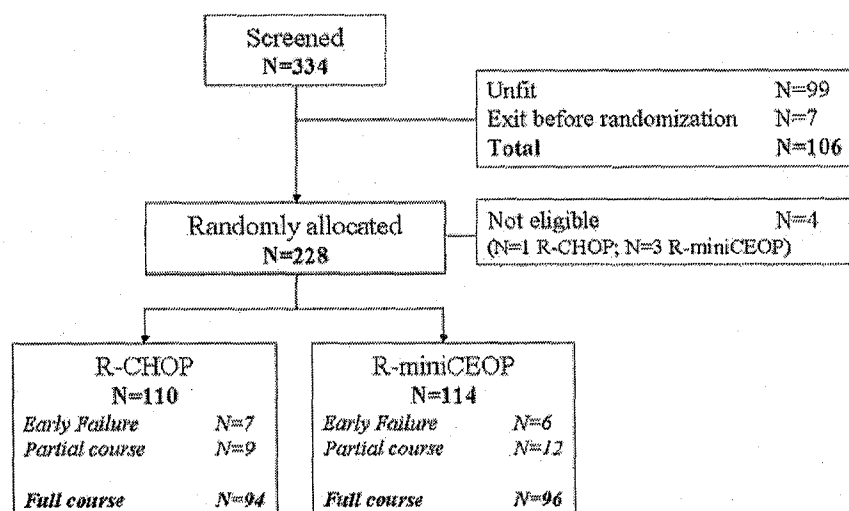 Screened
N=334
Unfit N=99
Exit before randomization N=7
Total N=106
Randomly allocated
N=228
Not eligible N=4
(N=1 R-CHOP; N=3 R-miniCEOP)
R-CHOP
N=110
Early Failure N=7
Partial course N=9
Full course N=94
R-miniCEOP
N=114
Early Failure N=6
Partial course N=12
Full course N=96